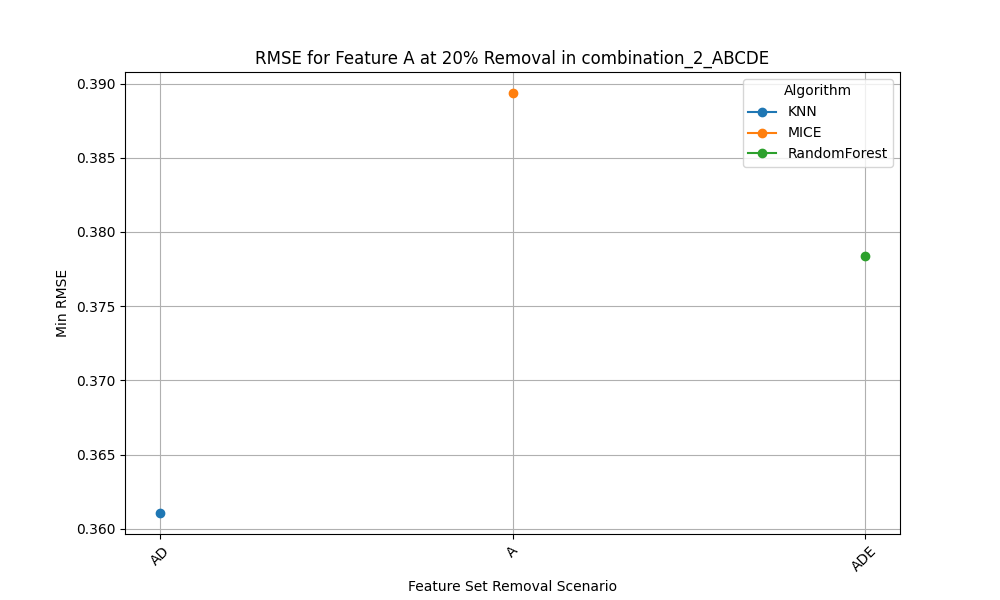 RMSE for Feature A at 20% Removal in combination_2_ABCDE
Algorithm
KNN
MICE
RandomForest
0.390
0.385
0.380
0.375
0.370
0.365
0.360
Min RMSE
AD
A
ADE
Feature Set Removal Scenario